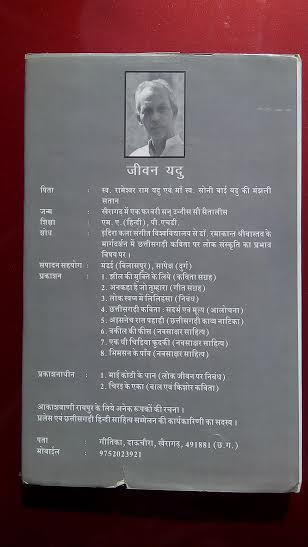 जीवन यदु
पिता : स्व. रामेश्वर राम यदु एवं माँ स्व. सोनी बाई यदु की मंझली
संतान
जन्म : खैरागढ़ में एक फरवरी सन् उन्नीस सौ सैंतालीस
शिक्षा : एम. ए. (हिन्दी), पी. एचडी.
शोध : इंदिरा कला संगीत विश्वविद्यालय से डॉ. रमाकान्त श्रीवास्तव के
मार्गदर्शन में छत्तीसगढ़ी कविता पर लोक संस्कृति का प्रभाव
विषय पर ।
संपादन सहयोग : मड़ई (बिलासपुर), सापेक्ष (दुर्ग)
प्रकाशन : 1. झील की मुक्ति के लिये (कविता संग्रह)
2. अनकहा है जो तुम्हारा (गीत संग्रह)
3. लोक स्वप्न में लिलिहंसा (निबंध)
4. छत्तीसगढ़ी कविता : संदर्भ एवं मूल्य (आलोचना)
5. अइसनेच रात पहाही (छत्तीसगढ़ी काव्य नाटिका)
6. वकील की फीस (नवसाक्षर साहित्य)
7. एक थी चिड़िया फुदकी (नवसाक्षर साहित्य)
8. भिमसेन के पाँच (नवसाक्षर साहित्य)
प्रकाशनाधीन : 1. माई कोठी के धान (लोक जीवन पर निबंध)
2. चिरइ के एका (बाल एवं किशोर कविता)
आकाशवाणी रायपुर के लिये अनेक रूपकों की रचना ।
प्रलेस एवं छत्तीसगढ़ी हिन्दी साहित्य सम्मेलन की कार्यकारिणी का सदस्य ।
पता : गीतिका, दाऊचौरा, खैरागढ़, 491881 (छ.ग.)
मोबाईल : 9752023921